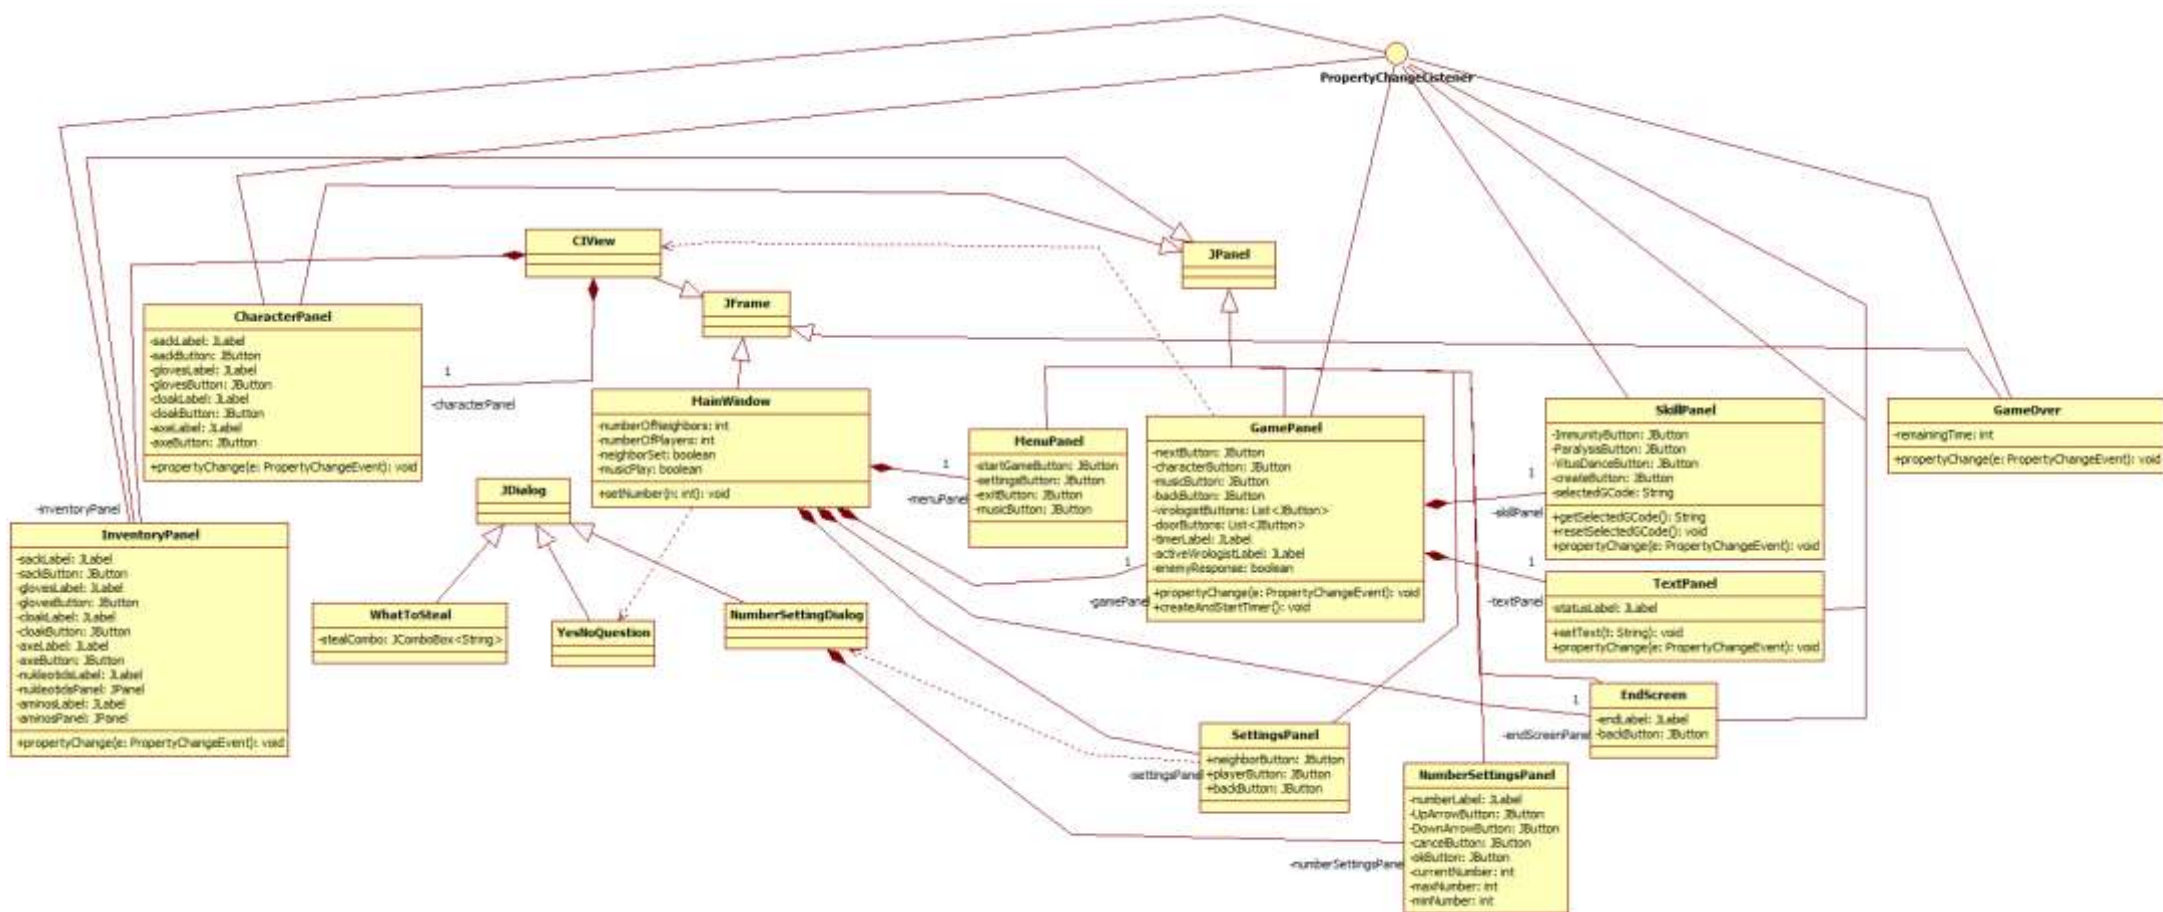 PropertyChangeListener
CIView
JPanel
JFrame
CharacterPanel
-sackLabel: JLabel
-sackButton: JButton
-glovesLabel: JLabel
-glovesButton: JButton
-cloakLabel: JLabel
-cloakButton: JButton
-axeLabel: JLabel
-axeButton: JButton
+propertyChange(e: PropertyChangeEvent): void
1
-characterPanel
MainWindow
-numberOfNeighbors: int
-numberOfPlayers: int
-neighborSet: boolean
-musicPlay: boolean
+setNumber(n: int): void
1
-menuPanel
MenuPanel
-startGameButton: JButton
-settingsButton: JButton
-exitButton: JButton
-musicButton: JButton
GamePanel
-nextButton: JButton
-characterButton: JButton
-musicButton: JButton
-backButton: JButton
-virologistButtons: List<JButton>
-doorButtons: List<JButton>
-timerLabel: JLabel
-activeVirologistLabel: JLabel
-enemyResponse: boolean
+propertyChange(e: PropertyChangeEvent): void
+createAndStartTimer(): void
1
-gamePanel
SkillPanel
-ImmunityButton: JButton
-ParalysisButton: JButton
-VitusDanceButton: JButton
-createButton: JButton
-selectedGCode: String
+getSelectedGCode(): String
+resetSelectedGCode(): void
+propertyChange(e: PropertyChangeEvent): void
1
-skillPanel
GameOver
-remainingTime: int
+propertyChange(e: PropertyChangeEvent): void
JDialog
-inventoryPanel
InventoryPanel
-sackLabel: JLabel
-sackButton: JButton
-glovesLabel: JLabel
-glovesButton: JButton
-cloakLabel: JLabel
-cloakButton: JButton
-axeLabel: JLabel
-axeButton: JButton
-nukleotidsLabel: JLabel
-nukleotidsPanel: JPanel
-aminosLabel: JLabel
-aminosPanel: JPanel
+propertyChange(e: PropertyChangeEvent): void
WhatToSteal
-stealCombo: JComboBox<String>
YesNoQuestion
NumberSettingDialog
1
-textPanel
TextPanel
-statusLabel: JLabel
+setText(t: String): void
+propertyChange(e: PropertyChangeEvent): void
1
-endScreenPanel
EndScreen
-endLabel: JLabel
-backButton: JButton
-settingsPanel
SettingsPanel
+neighborButton: JButton
+playerButton: JButton
+backButton: JButton
-numberSettingsPanel
NumberSettingsPanel
-numberLabel: JLabel
-UpArrowButton: JButton
-DownArrowButton: JButton
-cancelButton: JButton
-okButton: JButton
-currentNumber: int
-maxNumber: int
-minNumber: int